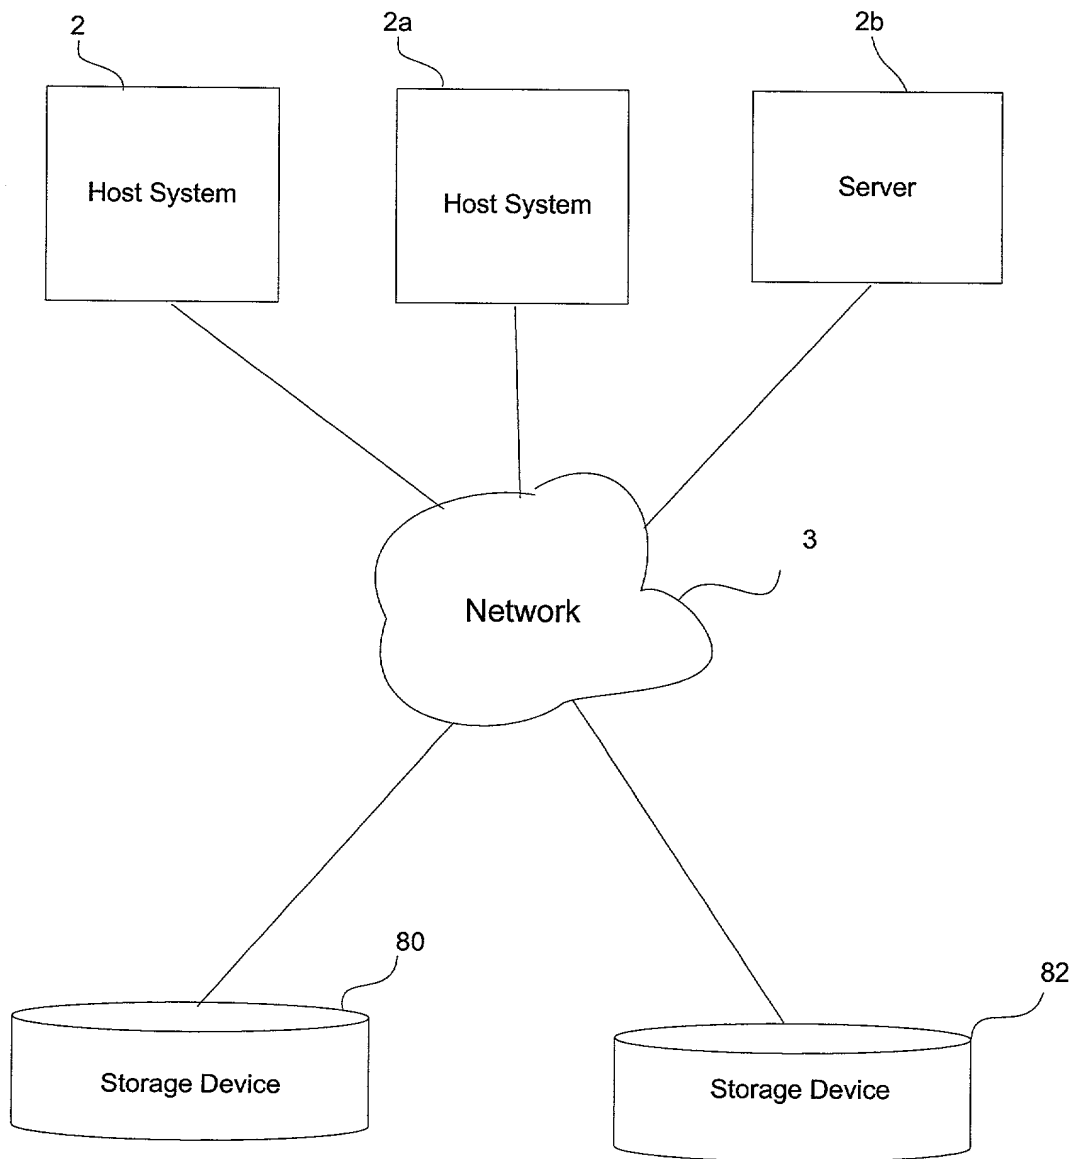 2
2a
2b
Host System
Host System
Server
3
Network
80
82
Storage Device
Storage Device